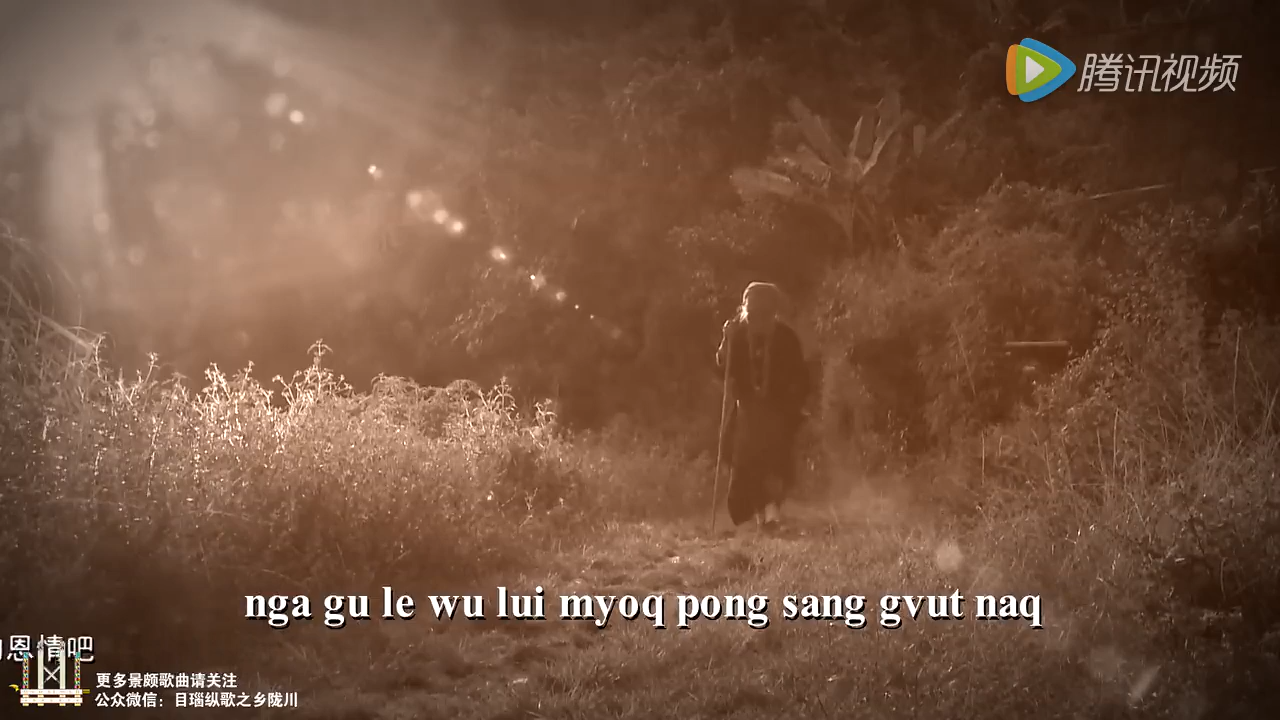 腾讯视频
nga gu le wu lui myoq pong sang gvut naq
恩情吧
更多景颇歌曲请关注
公众微信：目瑙纵歌之乡陇川